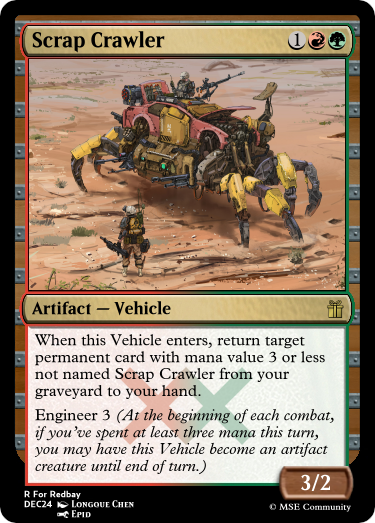 Scrap Crawler 1
Artifact — Vehicle
When this Vehicle enters, return target
permanent card with mana value 3 or less
not named Scrap Crawler from your
graveyard to your hand.
Engineer 3 (At the beginning of each combat,
if you've spent at least three mana this turn,
you may have this Vehicle become an artifact
creature until end of turn.)
3/2
R For Redbay
DEC24 Longque Chen
Epid
© MSE Community